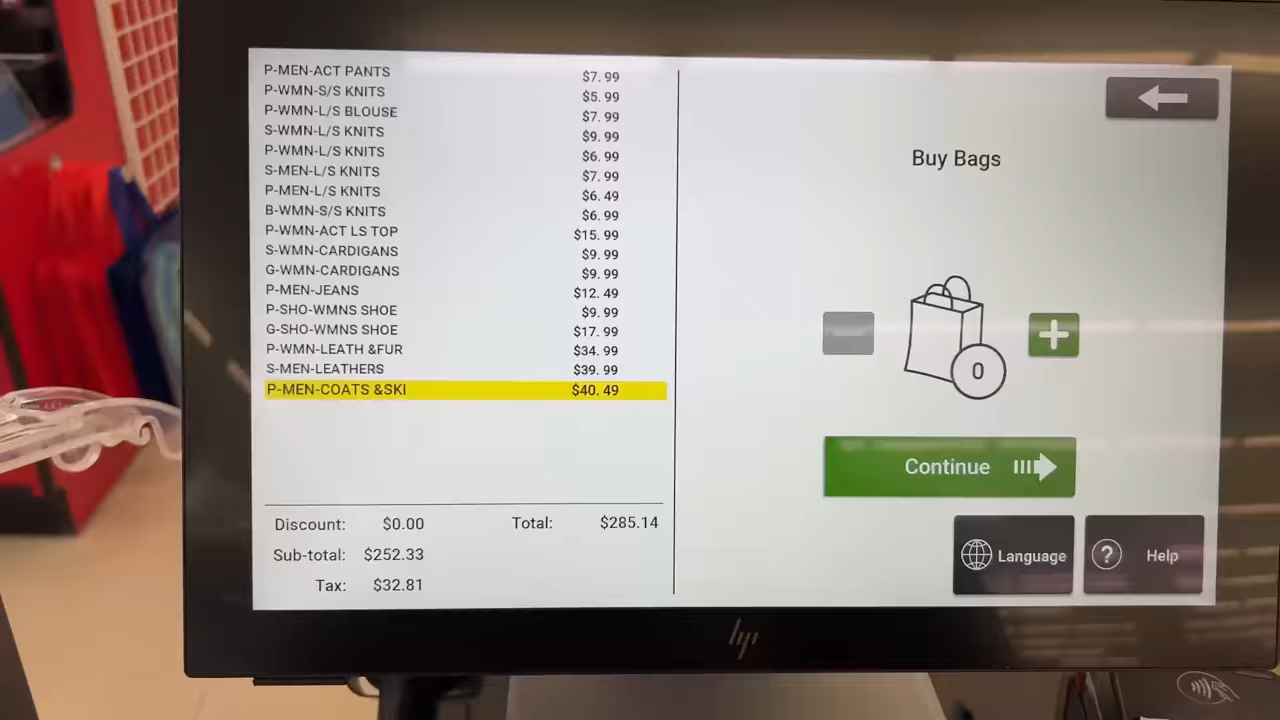 P-MEN-ACT PANTS $7.99
P-WMN-S/S KNITS $5.99
P-WMN-L/S BLOUSE $7.99
S-WMN-L/S KNITS $9.99
P-WMN-L/S KNITS $6.99
S-MEN-L/S KNITS $7.99
P-MEN-L/S KNITS $6.49
B-WMN-S/S KNITS $6.99
P-WMN-ACT LS TOP $15.99
S-WMN-CARDIGANS $9.99
G-WMN-CARDIGANS $9.99
P-MEN-JEANS $12.49
P-SHO-WMNS SHOE $9.99
G-SHO-WMNS SHOE $17.99
P-WMN-LEATH &FUR $34.99
S-MEN-LEATHERS $39.99
P-MEN-COATS &SKI $40.49
Discount: $0.00 Total: $285.14
Sub-total: $252.33
Tax: $32.81
Buy Bags
0
Continue
Language
? Help
hp